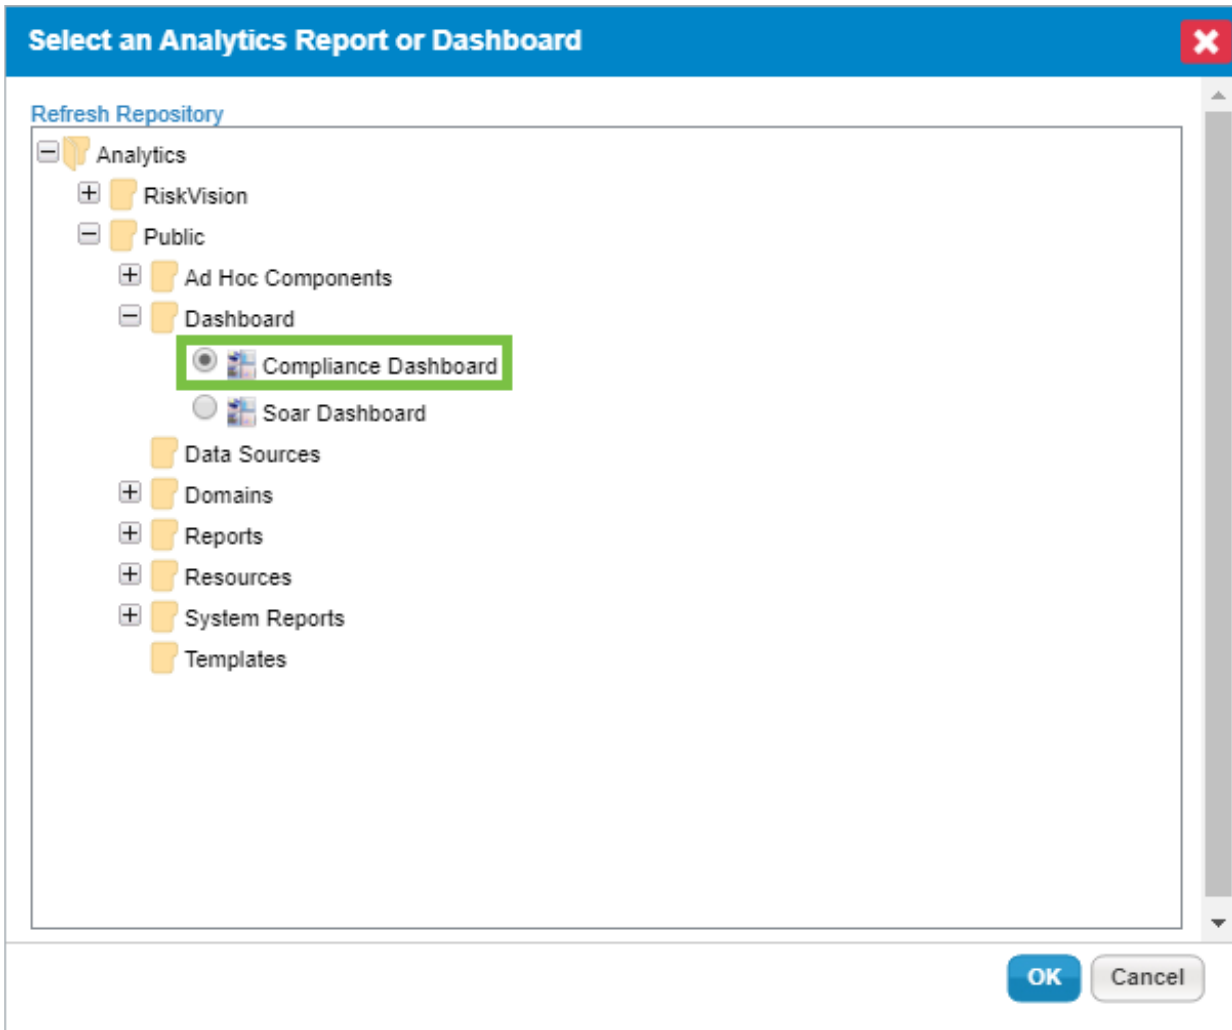 Select an Analytics Report or Dashboard
Refresh Repository
Analytics
RiskVision
Public
Ad Hoc Components
Dashboard
Compliance Dashboard
Soar Dashboard
Data Sources
Domains
Reports
Resources
System Reports
Templates
OK Cancel